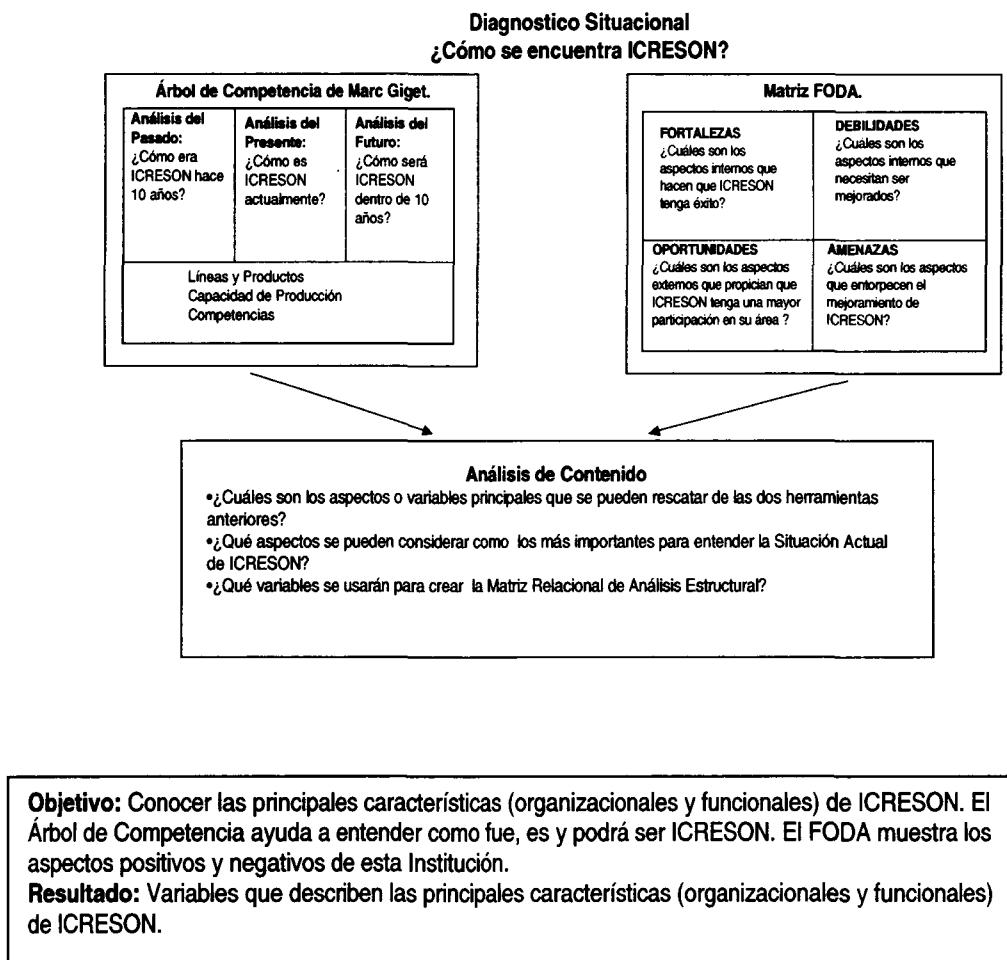 Diagnostico Situacional
¿Cómo se encuentra ICRESON?
Árbol de Competencia de Marc Giget.
Análisis del
Pasado:
¿Cómo era
ICRESON hace
10 años?
Análisis del
Presente:
¿Cómo es
ICRESON
actualmente?
Análisis del
Futuro:
¿Cómo será
ICRESON
dentro de 10
años?
Líneas y Productos
Capacidad de Producción
Competencias
Matriz FODA.
FORTALEZAS
¿Cuáles son los
aspectos internos que
hacen que ICRESON
tenga éxito?
DEBILIDADES
¿Cuáles son los
aspectos internos que
necesitan ser
mejorados?
OPORTUNIDADES
¿Cuáles son los aspectos
externos que propician que
ICRESON tenga una mayor
participación en su área ?
AMENAZAS
¿Cuáles son los aspectos
que entorpecen el
mejoramiento de
ICRESON?
Análisis de Contenido
•¿Cuáles son los aspectos o variables principales que se pueden rescatar de las dos herramientas
anteriores?
•¿Qué aspectos se pueden considerar como los más importantes para entender la Situación Actual
de ICRESON?
•¿Qué variables se usarán para crear la Matriz Relacional de Análisis Estructural?
Objetivo: Conocer las principales características (organizacionales y funcionales) de ICRESON. El
Árbol de Competencia ayuda a entender como fue, es y podrá ser ICRESON. El FODA muestra los
aspectos positivos y negativos de esta Institución.
Resultado: Variables que describen las principales características (organizacionales y funcionales)
de ICRESON.